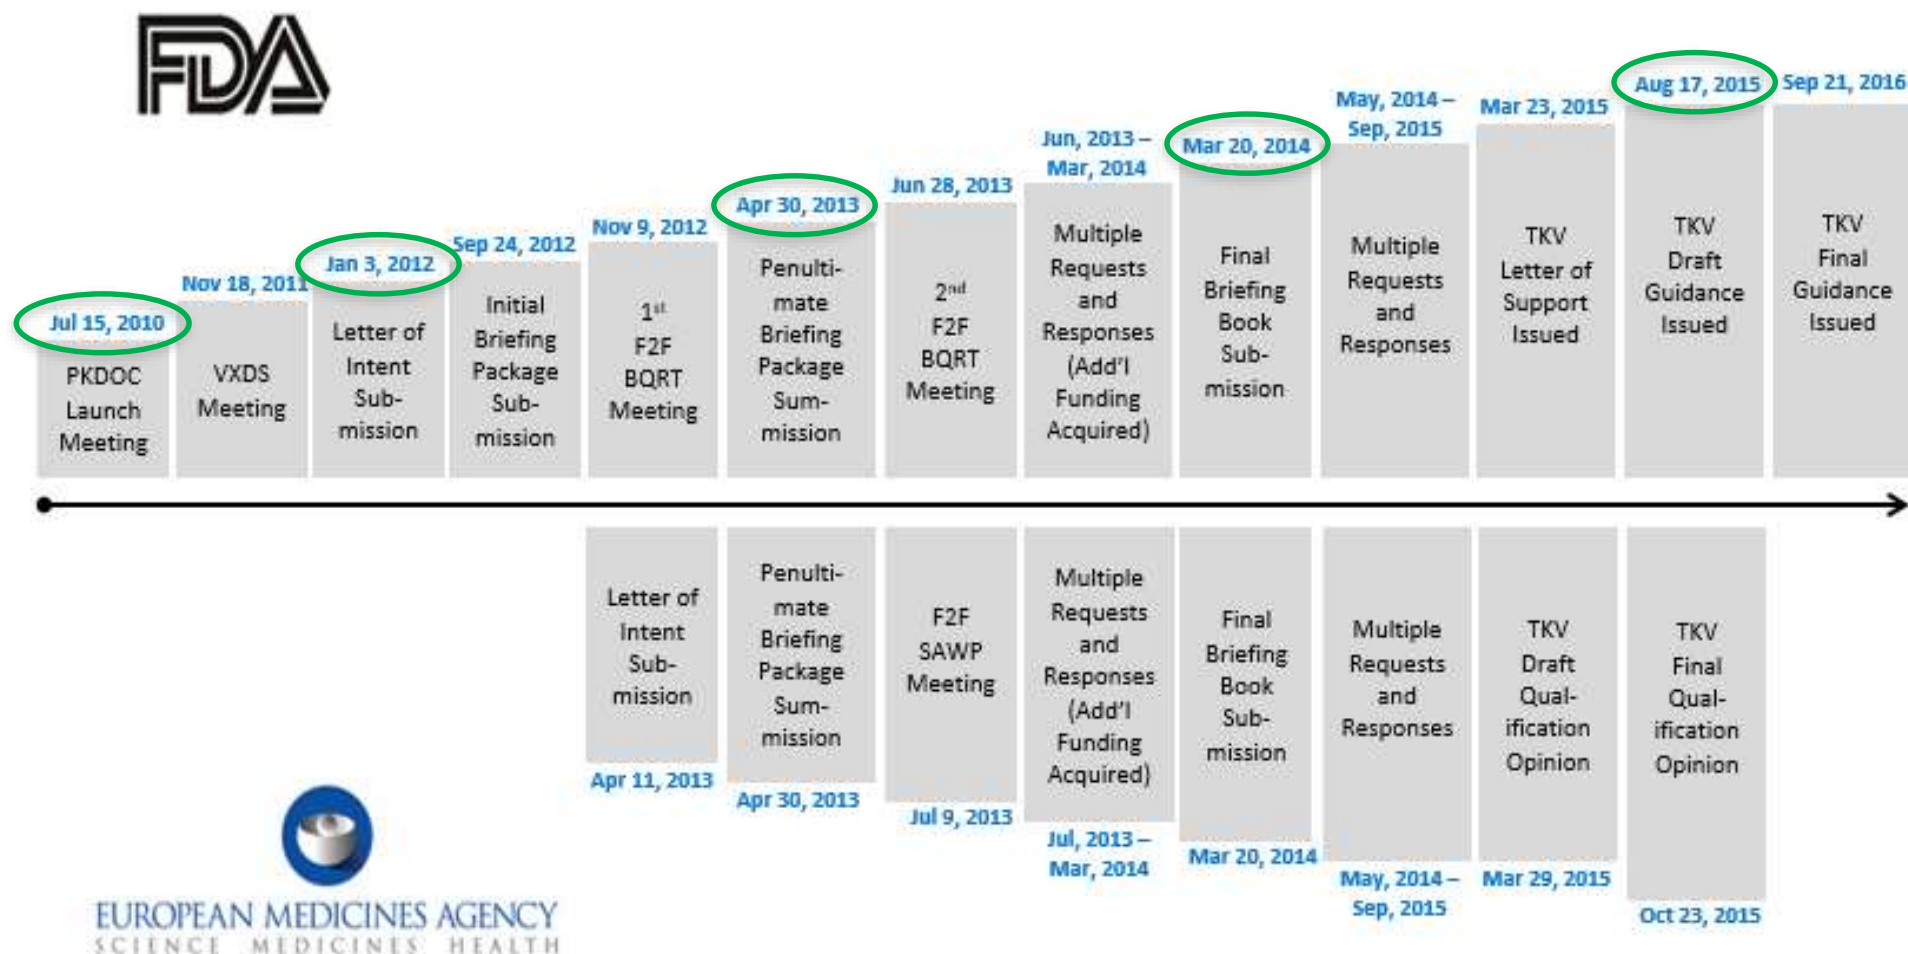 FDA
Jul 15, 2010
PKDOC
Launch
Meeting
Nov 18, 2011
VXDS
Meeting
Jan 3, 2012
Letter of
Intent
Sub-
mission
Sep 24, 2012
Initial
Briefing
Package
Sub-
mission
Nov 9, 2012
1st
F2F
BQRT
Meeting
Apr 30, 2013
Penulti-
mate
Briefing
Package
Sum-
mission
Jun 28, 2013
2nd
F2F
BQRT
Meeting
Jun, 2013 –
Mar, 2014
Multiple
Requests
and
Responses
(Add'l
Funding
Acquired)
Mar 20, 2014
Final
Briefing
Book
Sub-
mission
May, 2014 –
Sep, 2015
Multiple
Requests
and
Responses
Mar 23, 2015
TKV
Letter of
Support
Issued
Aug 17, 2015
TKV
Draft
Guidance
Issued
Sep 21, 2016
TKV
Final
Guidance
Issued
Letter of
Intent
Sub-
mission
Apr 11, 2013
Penulti-
mate
Briefing
Package
Sum-
mission
Apr 30, 2013
F2F
SAWP
Meeting
Jul 9, 2013
Multiple
Requests
and
Responses
(Add'l
Funding
Acquired)
Jul, 2013 –
Mar, 2014
Final
Briefing
Book
Sub-
mission
Mar 20, 2014
Multiple
Requests
and
Responses
May, 2014 –
Sep, 2015
TKV
Draft
Qual-
ification
Opinion
Mar 29, 2015
TKV
Final
Qual-
ification
Opinion
Oct 23, 2015
EUROPEAN MEDICINES AGENCY
SCIENCE MEDICINES HEALTH